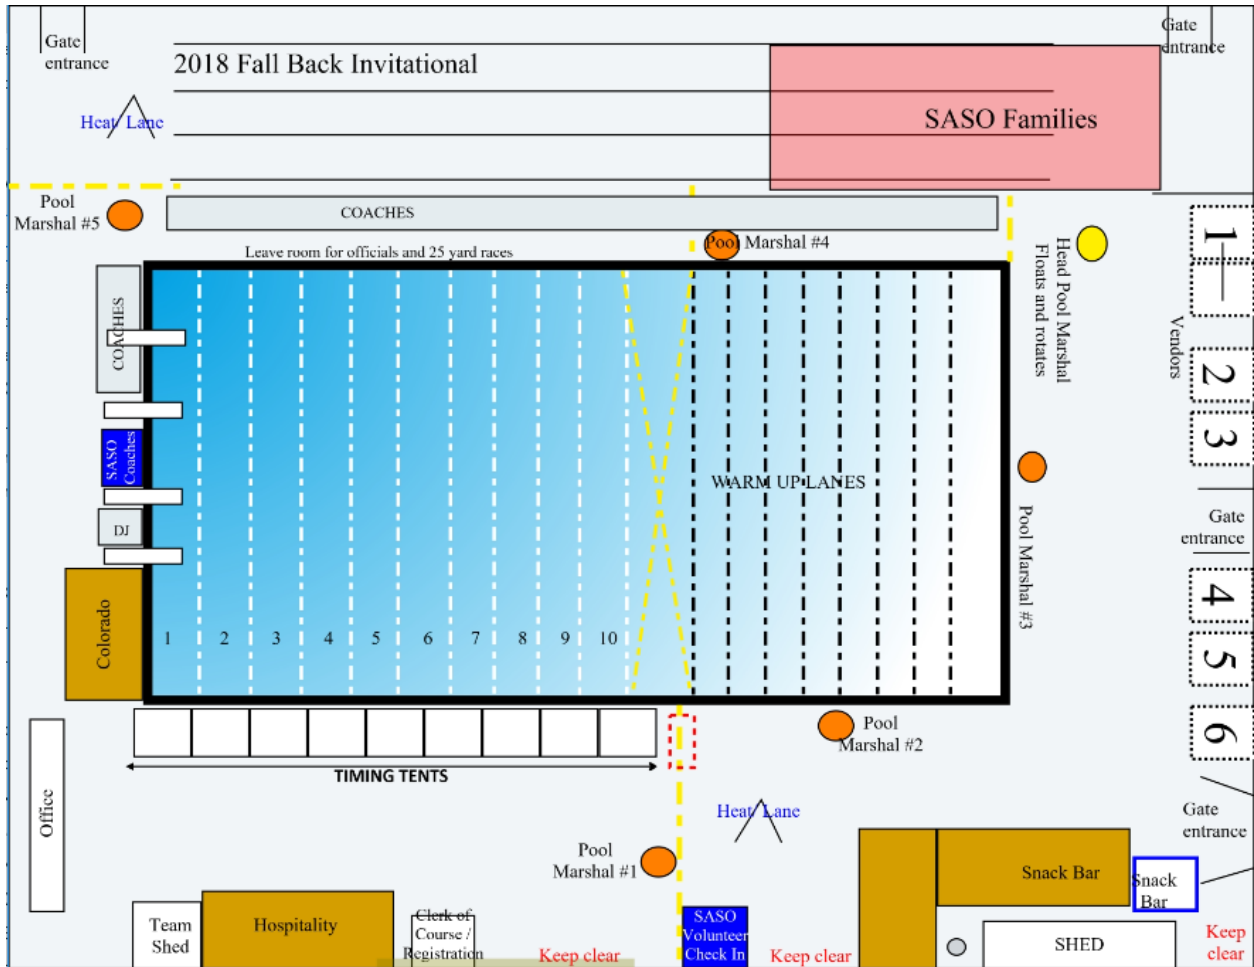 Gate
entrance
2018 Fall Back Invitational
Gate
entrance
Heat/ Lane
SASO Families
Pool
Marshal #5
COACHES
Leave room for officials and 25 yard races
Pool Marshal #4
Head Pool Marshal
Floats and rotates
1
Vendors
2
3
COACHES
SASO
Coaches
DJ
Colorado
WARM UP LANES
Pool Marshal #3
Gate
entrance
4
5
6
1 2 3 4 5 6 7 8 9 10
TIMING TENTS
Pool
Marshal #2
Office
Heat/ Lane
Gate
entrance
Pool
Marshal #1
Team
Shed
Hospitality
Clerk of
Course /
Registration
Keep clear
SASO
Volunteer
Check In
Keep clear
Snack Bar
Snack
Bar
SHED
Keep
clear